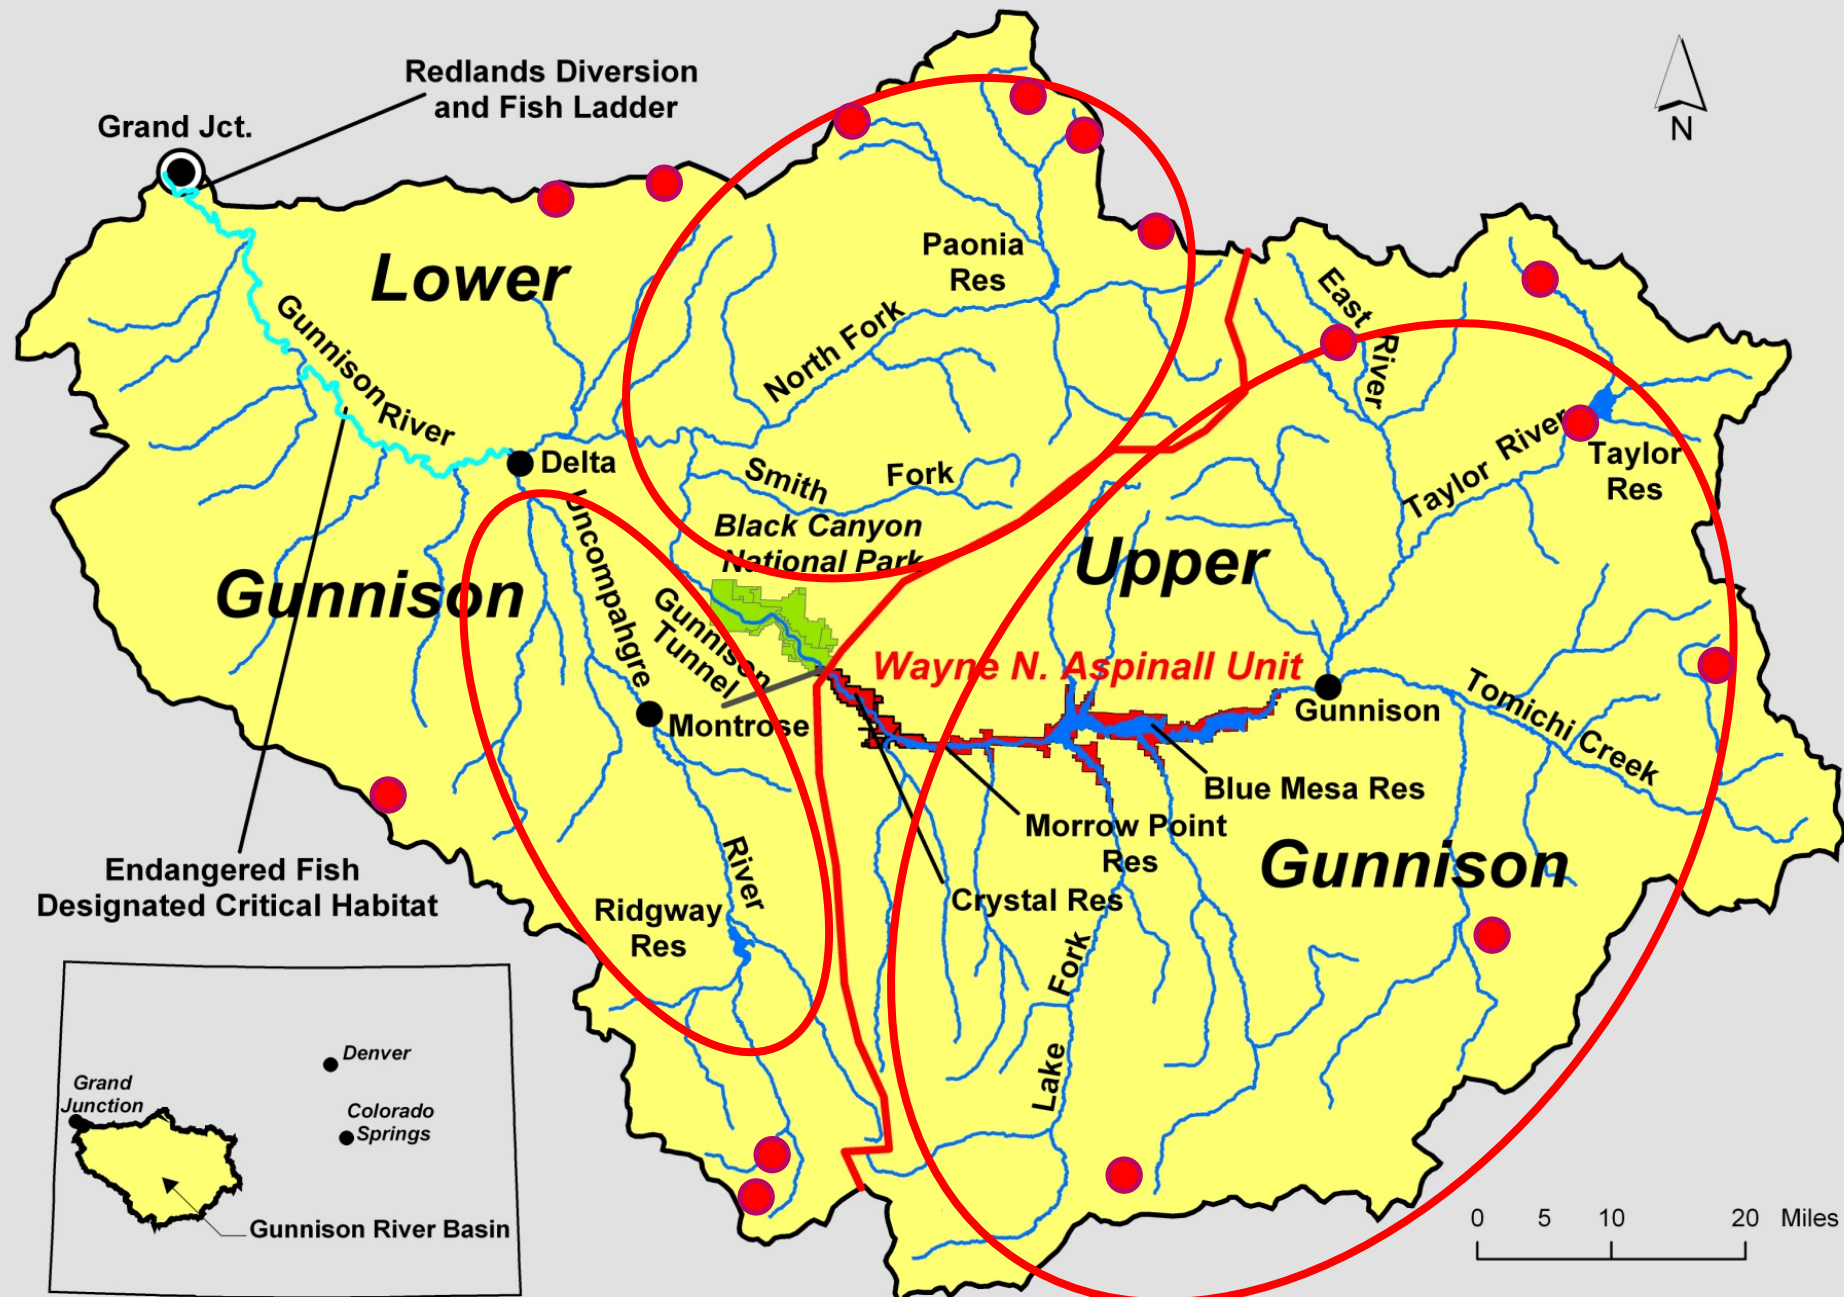 Redlands Diversion
and Fish Ladder
Grand Jct.
N
Lower
Paonia
Res
East
River
Gunnison
River
North Fork
Delta
Smith Fork
Taylor River
Taylor
Res
Black Canyon
National Park
Upper
Gunnison
Uncompahgre
Gunnison
Tunnel
Wayne N. Aspinall Unit
Montrose
Gunnison
Tomichi Creek
Blue Mesa Res
Morrow Point
Res
Gunnison
Crystal Res
Endangered Fish
Designated Critical Habitat
River
Ridgway
Res
Lake Fork
Denver
Grand
Junction
Colorado
Springs
Gunnison River Basin
0 5 10 20 Miles